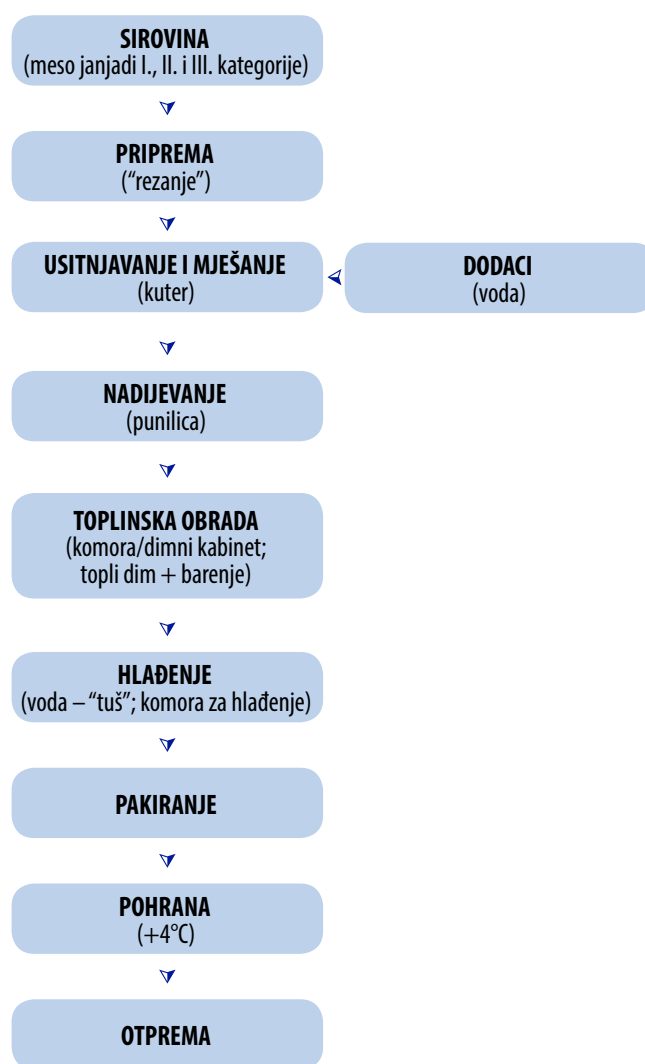 SIROVINA
(meso janjadi I., II. i III. kategorije)
PRIPREMA
(“rezanje”)
USITNJAVANJE I MJEŠANJE
(kuter)
DODACI
(voda)
NADIJEVANJE
(punilica)
TOPLINSKA OBRADA
(komora/dimni kabinet;
topli dim + barenje)
HLAĐENJE
(voda – “tuš”; komora za hlađenje)
PAKIRANJE
POHRANA
(+4°C)
OTPREMA